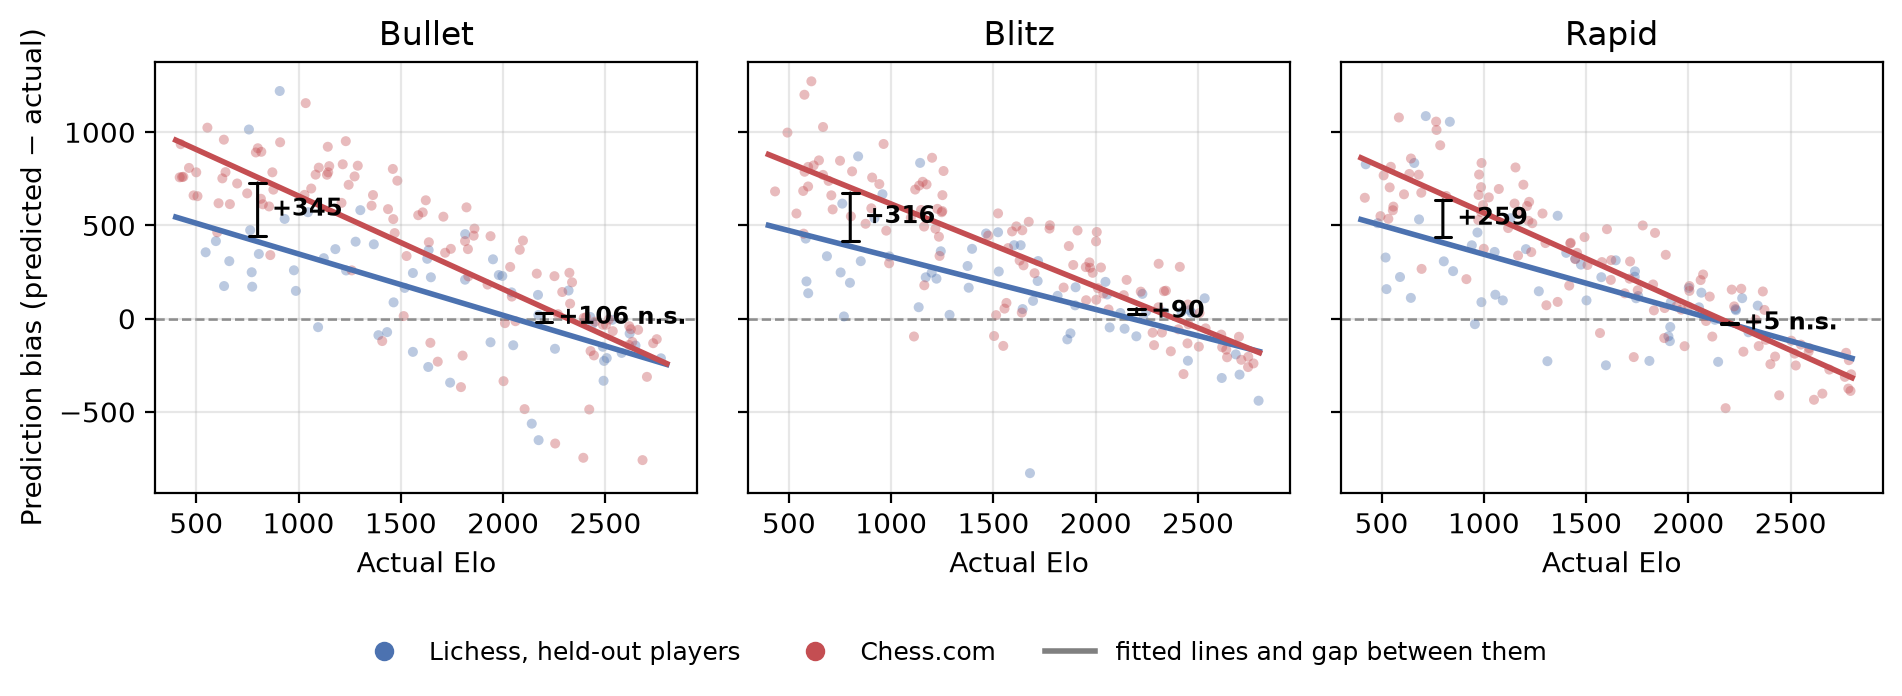 Bullet
Blitz
Rapid
Prediction bias (predicted − actual)
1000
500
0
−500
+345
+106 n.s.
+316
+90
+259
+5 n.s.
500 1000 1500 2000 2500
500 1000 1500 2000 2500
500 1000 1500 2000 2500
Actual Elo
Actual Elo
Actual Elo
Lichess, held-out players
Chess.com
fitted lines and gap between them